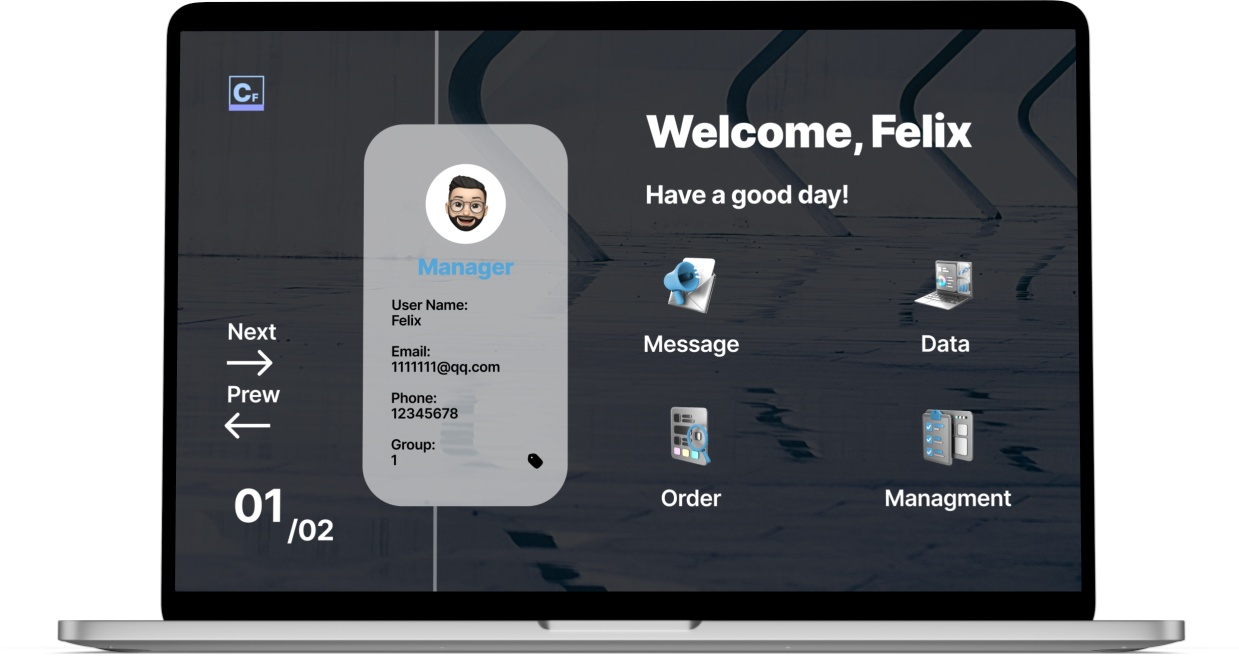 CF
Welcome, Felix
Have a good day!
Manager
User Name:
Felix
Email:
1111111@qq.com
Phone:
12345678
Group:
1
Next
Prew
01/02
Message
Data
Order
Managment